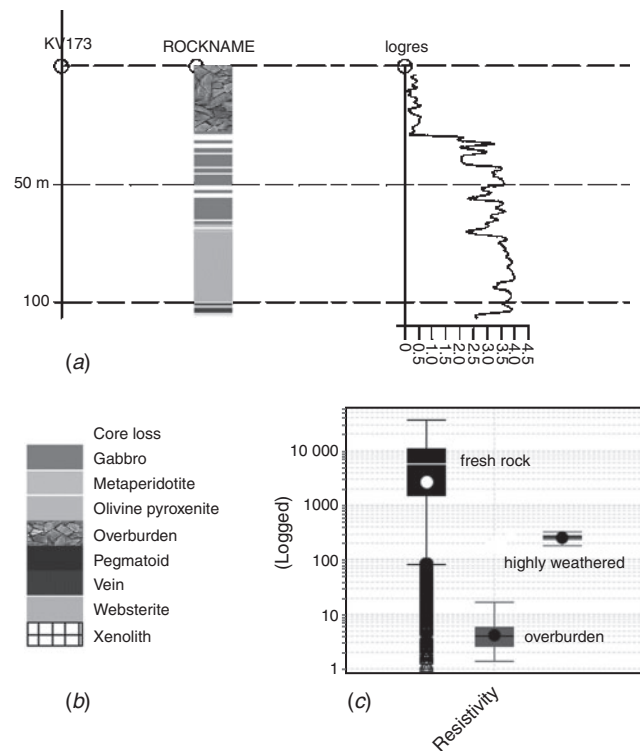 KV173 ROCKNAME logres
50 m
100
0 0.5 1.0 1.5 2.0 2.5 3.0 3.5 4.0 4.5
(a)
Core loss
Gabbro
Metaperidotite
Olivine pyroxenite
Overburden
Pegmatoid
Vein
Websterite
Xenolith
(b)
(Logged)
10 000
1000
100
10
1
fresh rock
highly weathered
overburden
Resistivity
(c)